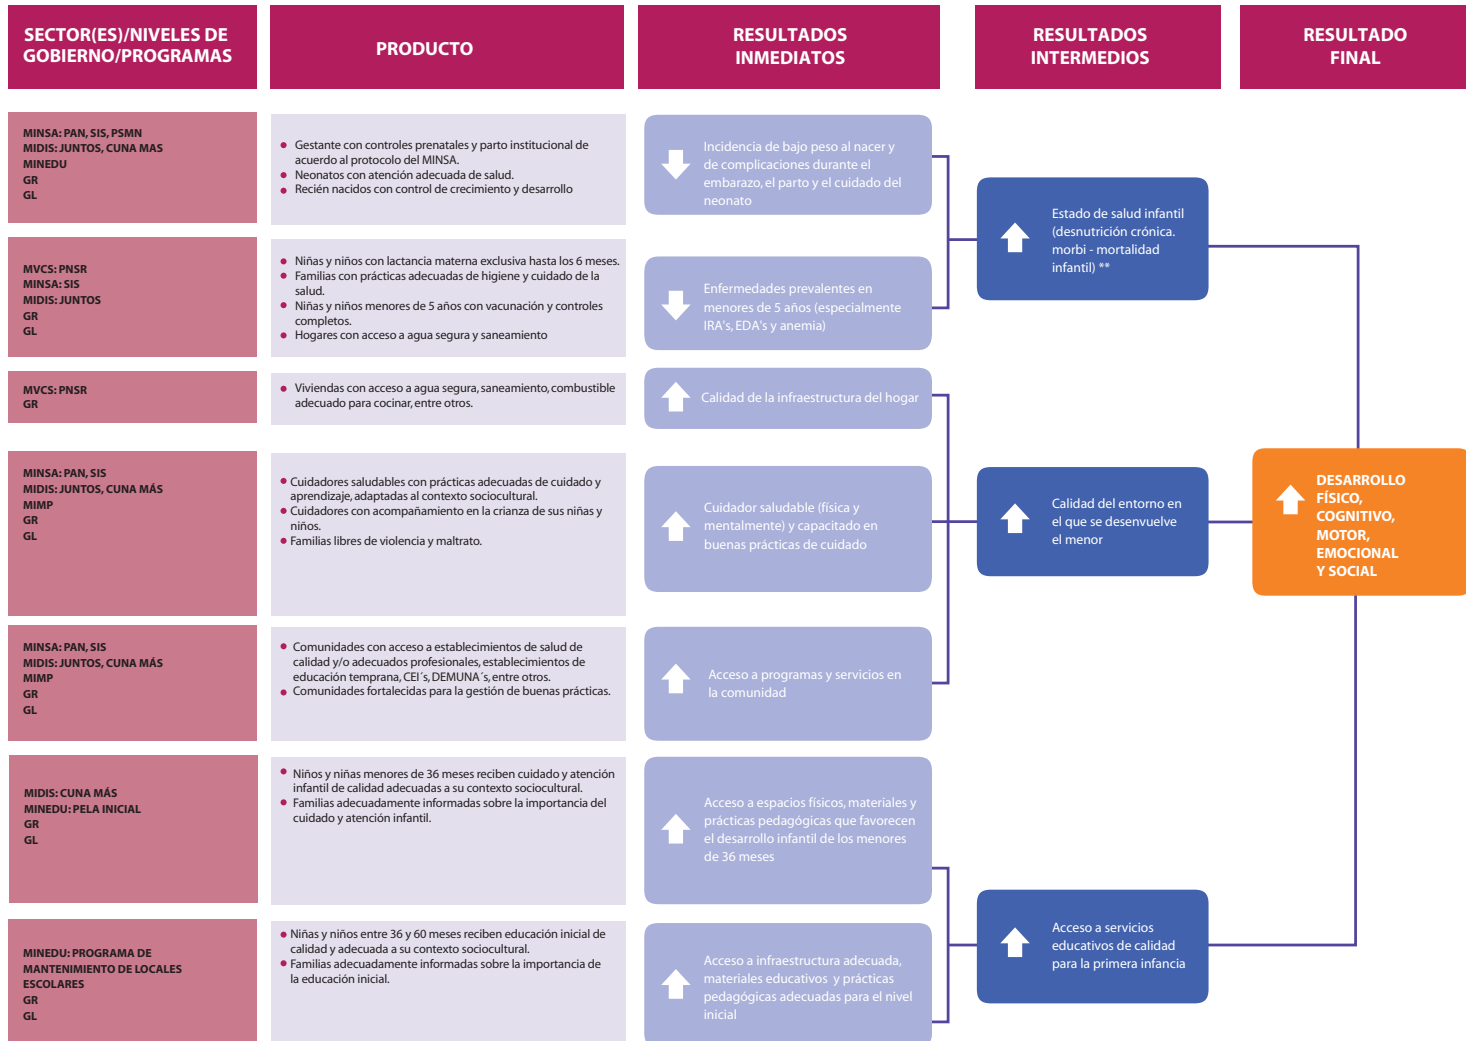 SECTOR(ES)/NIVELES DE
GOBIERNO/PROGRAMAS
PRODUCTO
RESULTADOS
INMEDIATOS
RESULTADOS
INTERMEDIOS
RESULTADO
FINAL
MINSA: PAN, SIS, PSMN
MIDIS: JUNTOS, CUNA MAS
MINEDU
GR
GL
Gestante con controles prenatales y parto institucional de
acuerdo al protocolo del MINSA.
Neonatos con atención adecuada de salud.
Recién nacidos con control de crecimiento y desarrollo
Incidencia de bajo peso al nacer y
de complicaciones durante el
embarazo, el parto y el cuidado del
neonato
MVCS: PNSR
MINSA: SIS
MIDIS: JUNTOS
GR
GL
Niñas y niños con lactancia materna exclusiva hasta los 6 meses.
Familias con prácticas adecuadas de higiene y cuidado de la
salud.
Niñas y niños menores de 5 años con vacunación y controles
completos.
Hogares con acceso a agua segura y saneamiento
Enfermedades prevalentes en
menores de 5 años (especialmente
IRA's, EDA's y anemia)
Estado de salud infantil
(desnutrición crónica.
morbi - mortalidad
infantil) **
MVCS: PNSR
GR
Viviendas con acceso a agua segura, saneamiento, combustible
adecuado para cocinar, entre otros.
Calidad de la infraestructura del hogar
MINSA: PAN, SIS
MIDIS: JUNTOS, CUNA MÁS
MIMP
GR
GL
Cuidadores saludables con prácticas adecuadas de cuidado y
aprendizaje, adaptadas al contexto sociocultural.
Cuidadores con acompañamiento en la crianza de sus niñas y
niños.
Familias libres de violencia y maltrato.
Cuidador saludable (física y
mentalmente) y capacitado en
buenas prácticas de cuidado
Calidad del entorno en
el que se desenvuelve
el menor
DESARROLLO
FÍSICO,
COGNITIVO,
MOTOR,
EMOCIONAL
Y SOCIAL
MINSA: PAN, SIS
MIDIS: JUNTOS, CUNA MÁS
MIMP
GR
GL
Comunidades con acceso a establecimientos de salud de
calidad y/o adecuados profesionales, establecimientos de
educación temprana, CEI´s, DEMUNA´s, entre otros.
Comunidades fortalecidas para la gestión de buenas prácticas.
Acceso a programas y servicios en
la comunidad
MIDIS: CUNA MÁS
MINEDU: PELA INICIAL
GR
GL
Niños y niñas menores de 36 meses reciben cuidado y atención
infantil de calidad adecuadas a su contexto sociocultural.
Familias adecuadamente informadas sobre la importancia del
cuidado y atención infantil.
Acceso a espacios físicos, materiales y
prácticas pedagógicas que favorecen
el desarrollo infantil de los menores
de 36 meses
MINEDU: PROGRAMA DE
MANTENIMIENTO DE LOCALES
ESCOLARES
GR
GL
Niñas y niños entre 36 y 60 meses reciben educación inicial de
calidad y adecuada a su contexto sociocultural.
Familias adecuadamente informadas sobre la importancia de
la educación inicial.
Acceso a infraestructura adecuada,
materiales educativos y prácticas
pedagógicas adecuadas para el nivel
inicial
Acceso a servicios
educativos de calidad
para la primera infancia